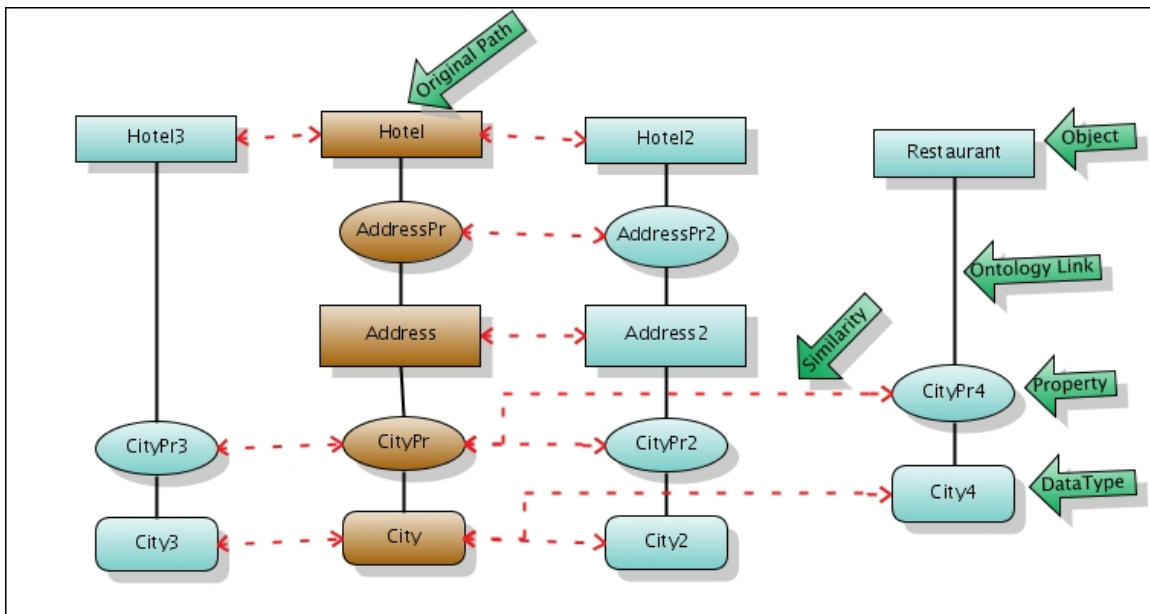 Original Path
Hotel3
Hotel
Hotel2
Restaurant
Object
AddressPr
AddressPr2
Ontology Link
Address
Address2
Similarity
CityPr4
Property
CityPr3
CityPr
CityPr2
City4
DataType
City3
City
City2